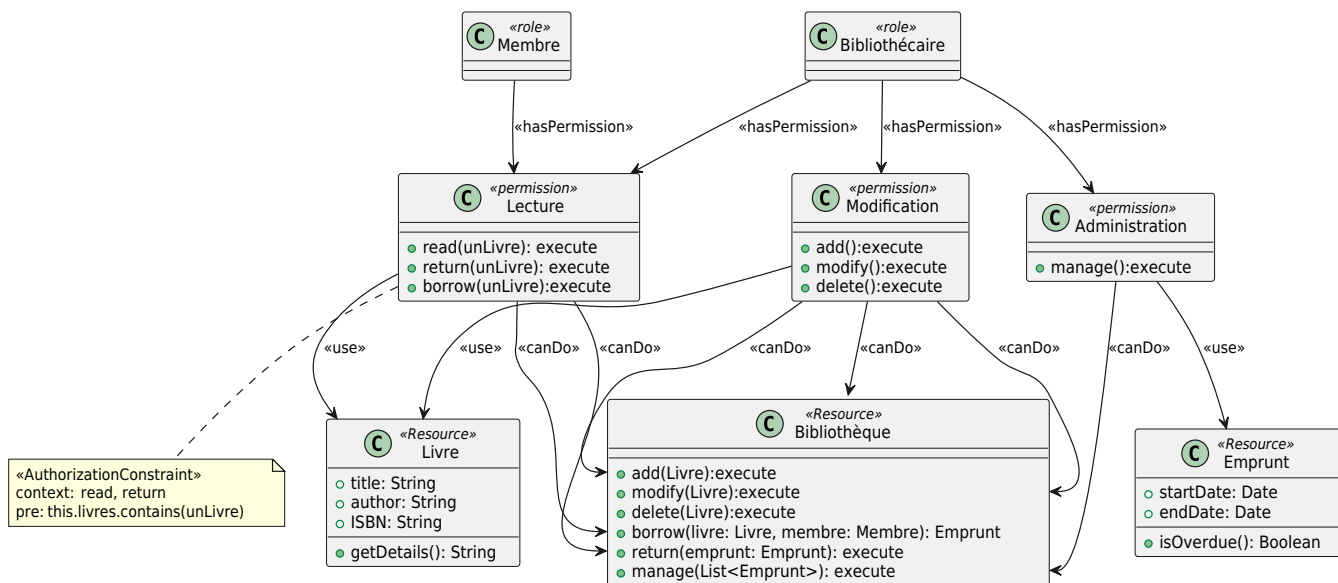 C
«role»
Membre
C
«role»
Bibliothécaire
«hasPermission»
«hasPermission»
«hasPermission»
«hasPermission»
C
«permission»
Lecture
read(unLivre): execute
return(unLivre): execute
borrow(unLivre):execute
C
«permission»
Modification
add():execute
modify():execute
delete():execute
C
«permission»
Administration
manage():execute
«use»
«use»
«canDo»
«canDo»
«canDo»
«canDo»
«canDo»
«canDo»
«use»
«AuthorizationConstraint»
context: read, return
pre: this.livres.contains(unLivre)
C
«Resource»
Livre
title: String
author: String
ISBN: String
getDetails(): String
C
«Resource»
Bibliothèque
add(Livre):execute
modify(Livre):execute
delete(Livre):execute
borrow(livre: Livre, membre: Membre): Emprunt
return(emprunt: Emprunt): execute
manage(List<Emprunt>): execute
C
«Resource»
Emprunt
startDate: Date
endDate: Date
isOverdue(): Boolean